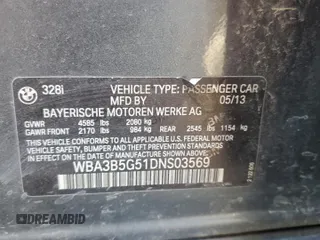 328i VEHICLE TYPE: PASSENGER CAR
MFD BY 05/13
BAYERISCHE MOTOREN WERKE AG
GVWR 4585 lbs 2080 kg
GAWR FRONT 2170 lbs 984 kg REAR 2545 lbs 1154 kg
THIS VEHICLE CONFORMS TO ALL APPLICABLE U.S. FEDERAL MOTOR
VEHICLE SAFETY, BUMPER, AND THEFT PREVENTION STANDARDS IN
EFFECT ON THE DATE OF MANUFACTURE SHOWN ABOVE.
WBA3B5G51DNS03569
DREAMBID